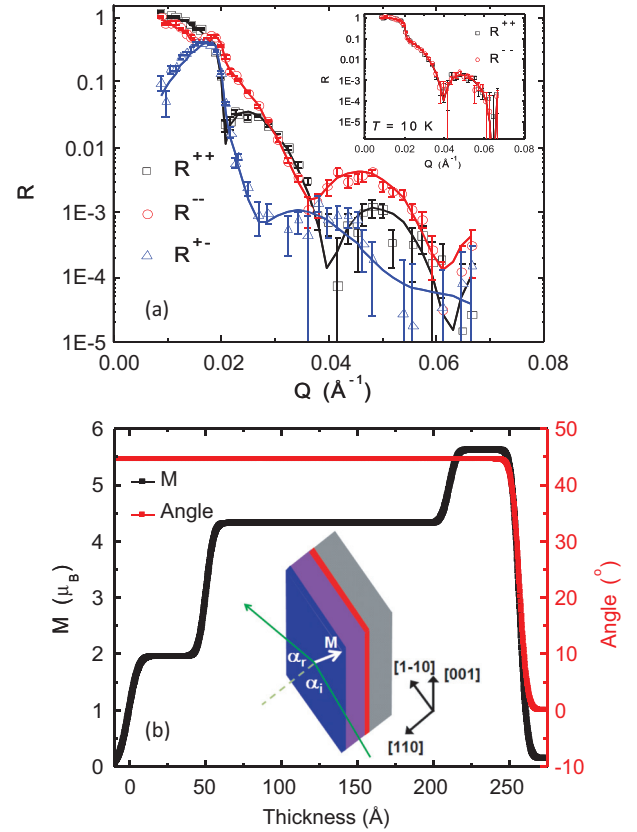 (a)
R
1
0.1
0.01
1E-3
1E-4
1E-5
0.00
0.02
0.04
0.06
0.08
Q (Å⁻¹)
R⁺⁺
R⁻⁻
R⁺⁻
R
1
0.1
0.01
1E-3
1E-4
1E-5
0.00
0.02
0.04
0.06
0.08
Q (Å⁻¹)
T = 10 K
R⁺⁺
R⁻⁻
(b)
M (μ_B)
6
5
4
3
2
1
0
0
50
100
150
200
250
Thickness (Å)
Angle (°)
50
40
30
20
10
0
-10
M
Angle
M
α_r
α_i
[1-10]
[001]
[110]